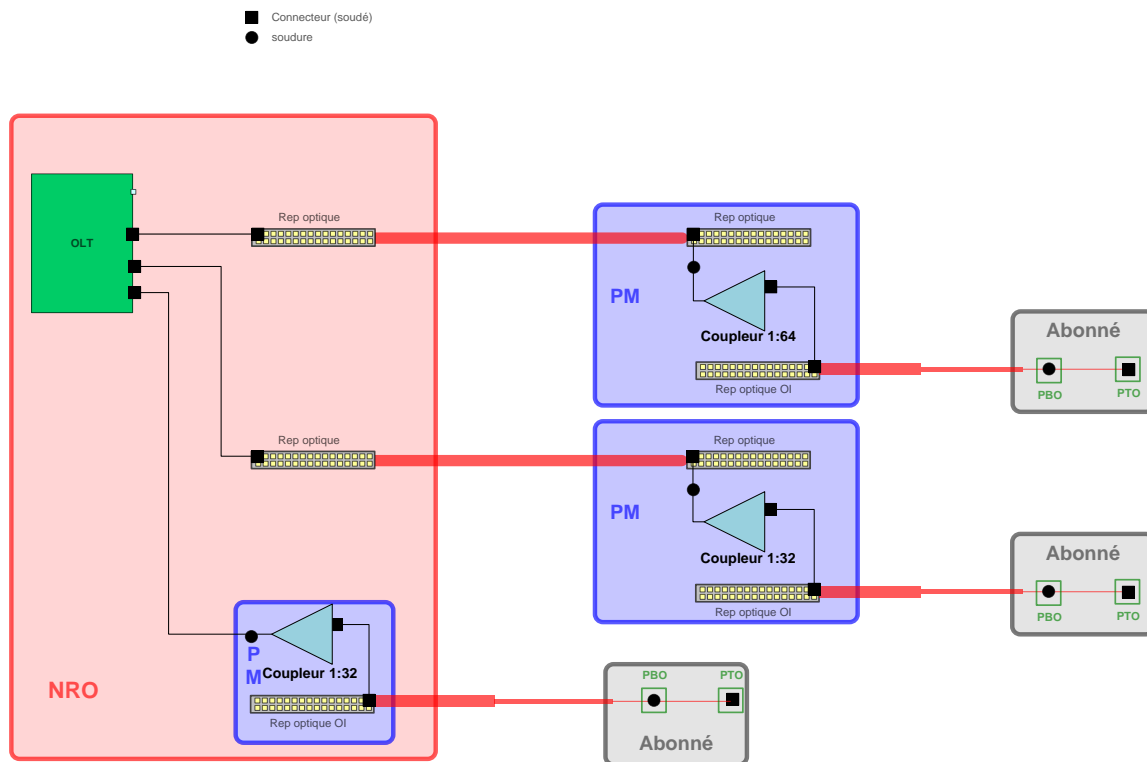 Connecteur (soudé)
soudure
OLT
Rep optique
Rep optique
PM
Coupleur 1:64
Rep optique OI
Abonné
PBO
PTO
Rep optique
Rep optique
PM
Coupleur 1:32
Rep optique OI
Abonné
PBO
PTO
NRO
P
M
Coupleur 1:32
Rep optique OI
PBO
PTO
Abonné